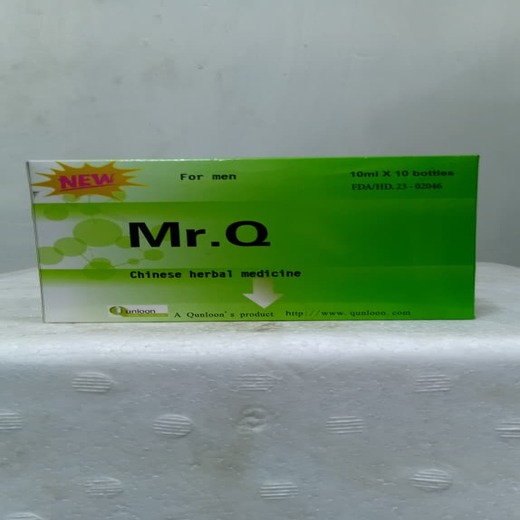 NEW
For men
10ml X 10 bottles
FDA/HD. 23 - 02046
Mr.Q
Chinese herbal medicine
Qunloon
A Qunloon's product http://www.qunloon.com